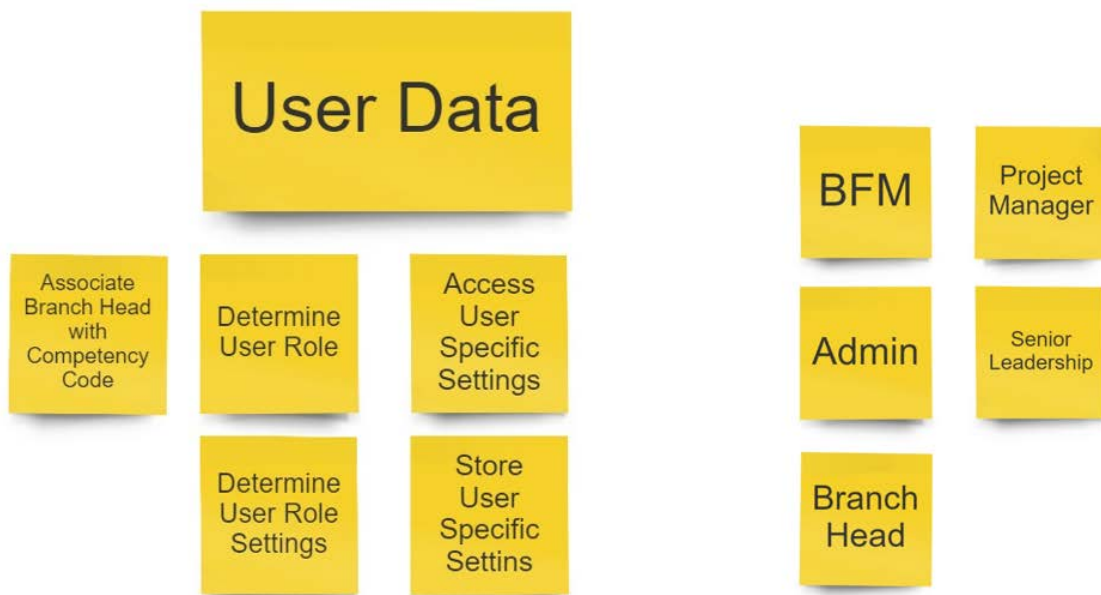 User Data
Associate
Branch Head
with
Competency
Code
Determine
User Role
Access
User
Specific
Settings
Determine
User Role
Settings
Store
User
Specific
Settins
BFM
Project
Manager
Admin
Senior
Leadership
Branch
Head